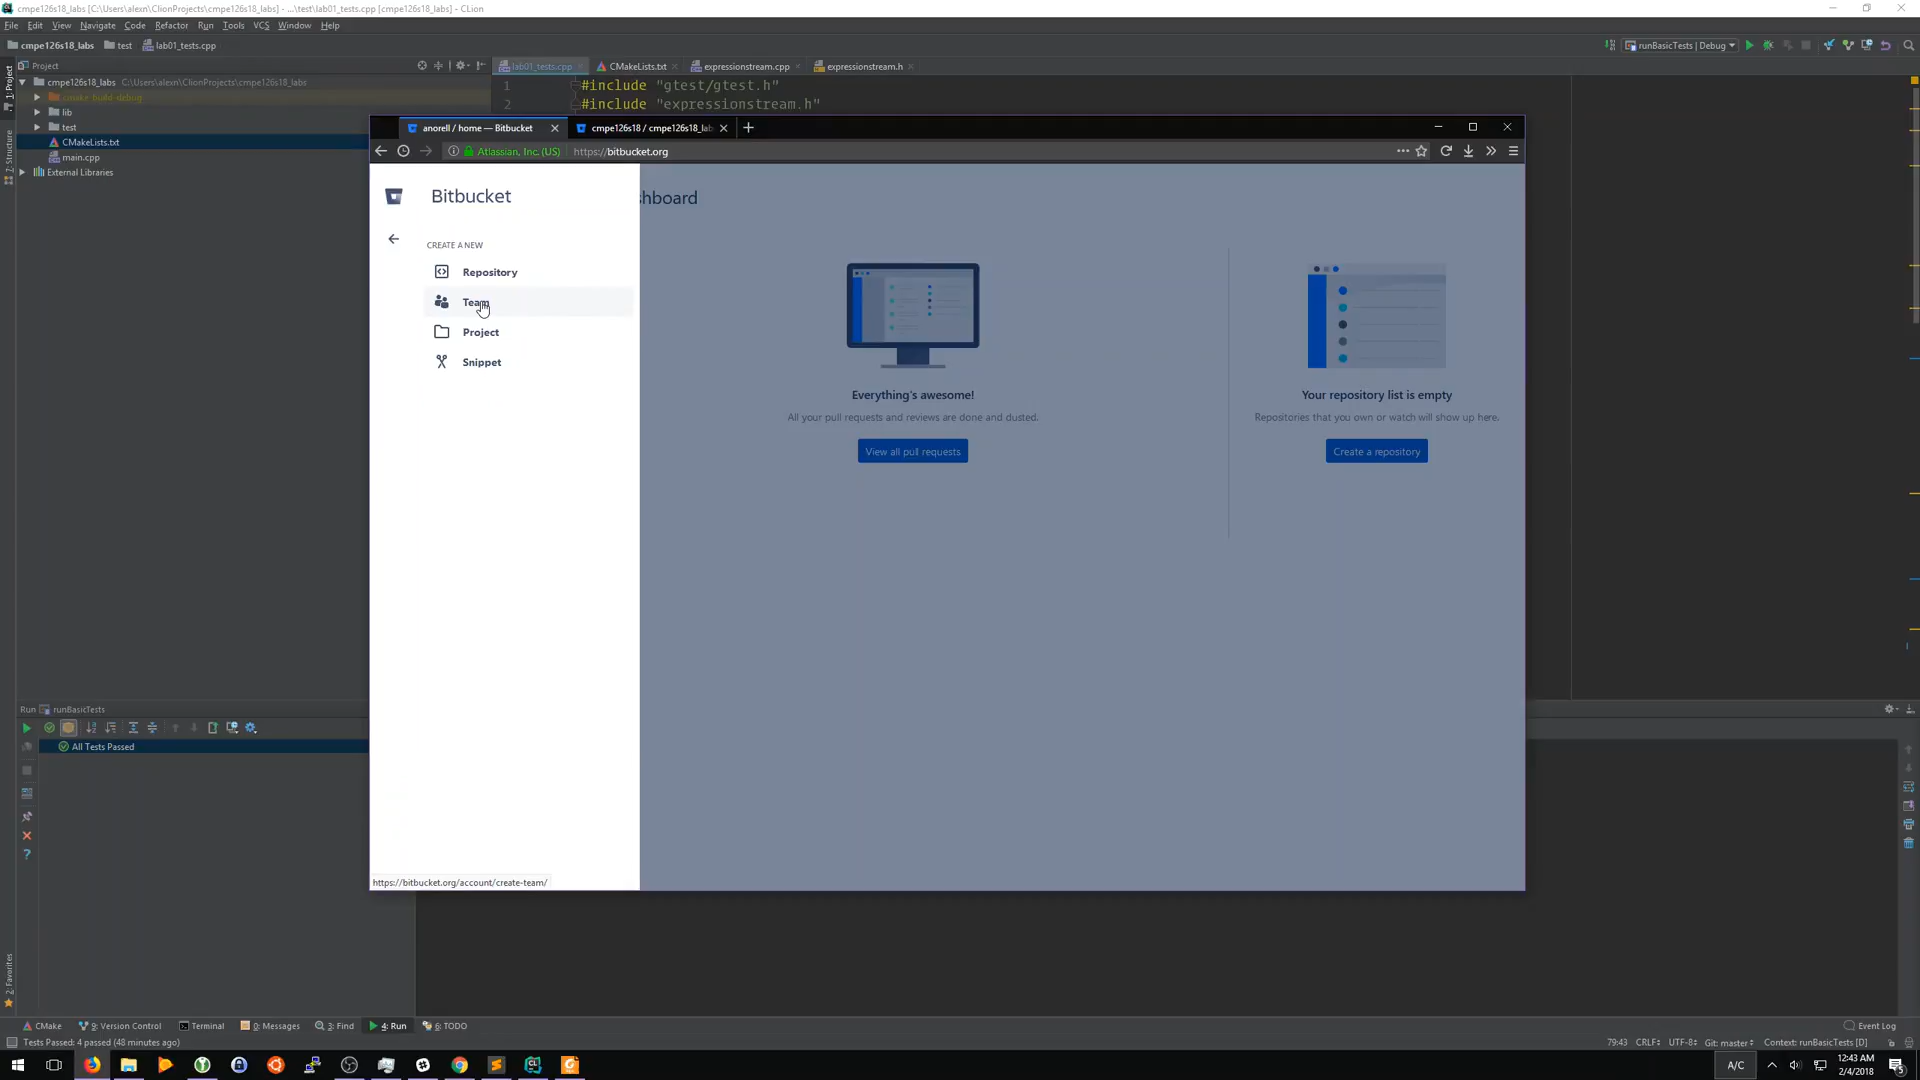 cmpe126s18_labs [C:\Users\alexn\ClionProjects\cmpe126s18_labs] - ...\test\lab01_tests.cpp [cmpe126s18_labs] - CLion
File Edit View Navigate Code Refactor Run Tools VCS Window Help
cmpe126s18_labs test lab01_tests.cpp
runBasicTests | Debug
Project
lab01_tests.cpp CMakeLists.txt expressionstream.cpp expressionstream.h
cmpe126s18_labs C:\Users\alexn\ClionProjects\cmpe126s18_labs
1 #include "gtest/gtest.h"
cmake-build-debug
2 #include "expressionstream.h"
lib
test
CMakeLists.txt
main.cpp
External Libraries
1: Project
7: Structure
2: Favorites
anorell / home — Bitbucket
cmpe126s18 / cmpe126s18_lab
Atlassian, Inc. (US) https://bitbucket.org
Bitbucket
shboard
CREATE A NEW
Repository
Team
Project
Snippet
Everything's awesome!
All your pull requests and reviews are done and dusted.
View all pull requests
Your repository list is empty
Repositories that you own or watch will show up here.
Create a repository
https://bitbucket.org/account/create-team/
Run runBasicTests
All Tests Passed
CMake 9: Version Control Terminal 0: Messages 3: Find 4: Run 6: TODO
Event Log
Tests Passed: 4 passed (48 minutes ago)
79:43 CRLF÷ UTF-8÷ Git: master÷ Context: runBasicTests [D]
A/C
12:43 AM
2/4/2018
5